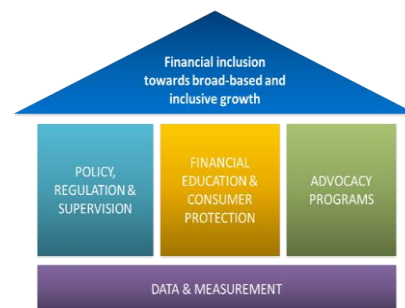 Financial inclusion
towards broad-based and
inclusive growth
POLICY,
REGULATION &
SUPERVISION
FINANCIAL
EDUCATION &
CONSUMER
PROTECTION
ADVOCACY
PROGRAMS
DATA & MEASUREMENT